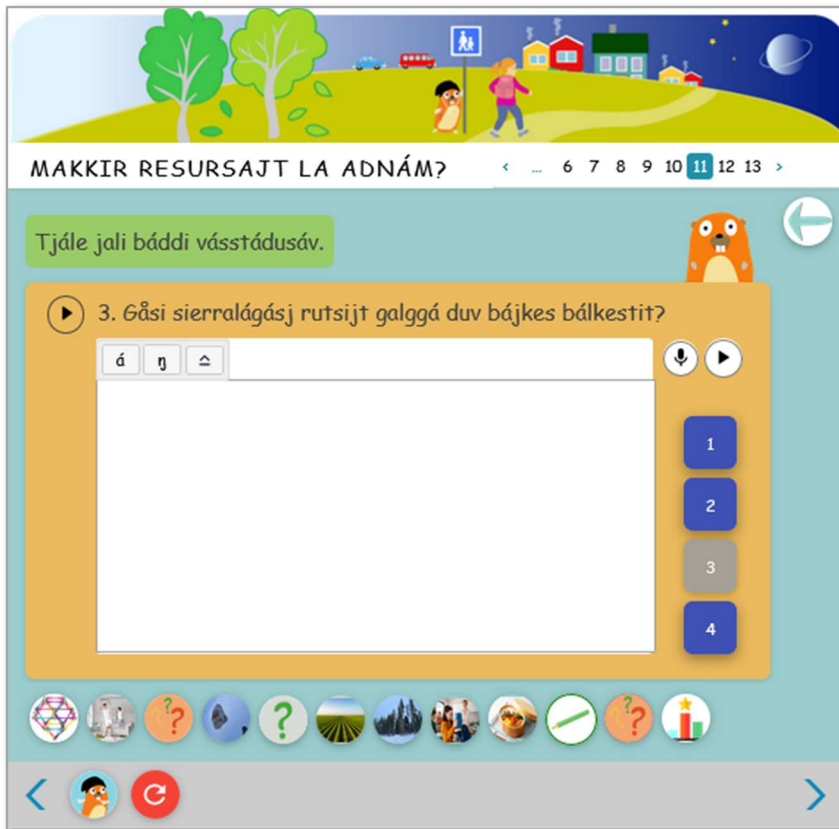 MAKKIR RESURSAJT LA ADNÁM?
‹ ... 6 7 8 9 10 11 12 13 ›
Tjále jali báddi vásstádusáv.
3. Gåsi sierralágásj rutsijt galggá duv bájkes bálkestit?
á ŋ
1
2
3
4